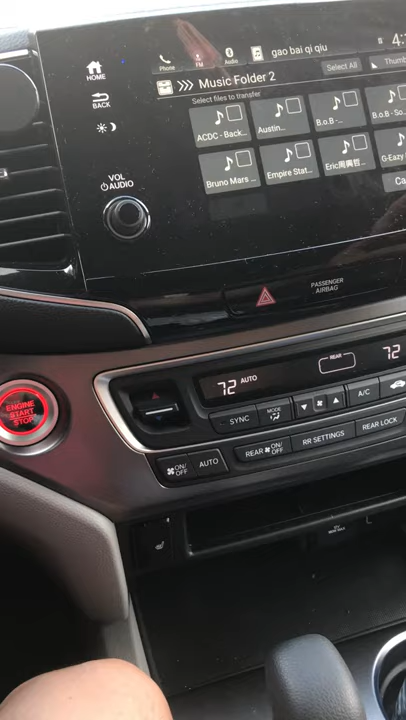 HOME
BACK
VOL
AUDIO
Phone
FM
Audio
gao bai qi qiu
Music Folder 2
Select All
Select files to transfer
ACDC - Back...
Austin...
B.o.B -...
B.o.B - So...
Bruno Mars ...
Empire Stat...
Eric周興哲...
G-Eazy
PASSENGER
AIRBAG
ENGINE
START
STOP
72 AUTO
REAR
72
SYNC
MODE
A/C
ON/
OFF
AUTO
REAR ON/
OFF
RR SETTINGS
REAR LOCK